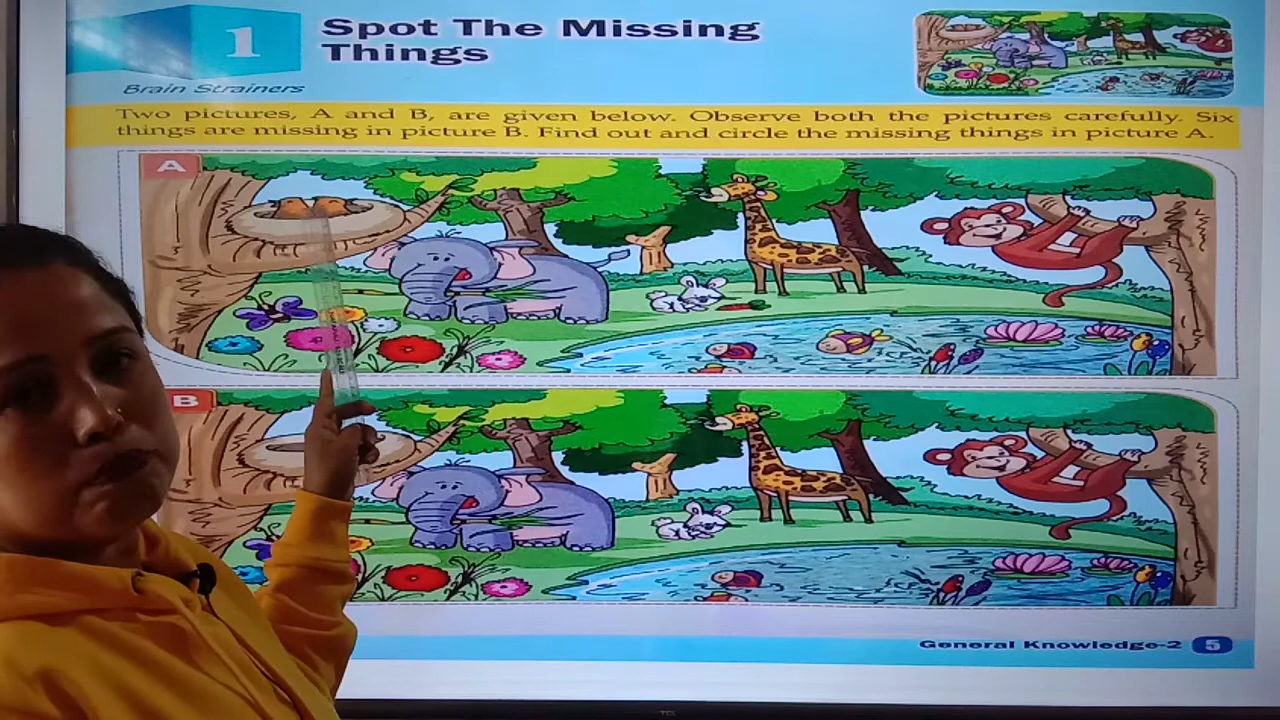 1
Spot The Missing
Things
Brain Strainers
Two pictures, A and B, are given below. Observe both the pictures carefully. Six
things are missing in picture B. Find out and circle the missing things in picture A.
A
B
General Knowledge-2 5
TCL